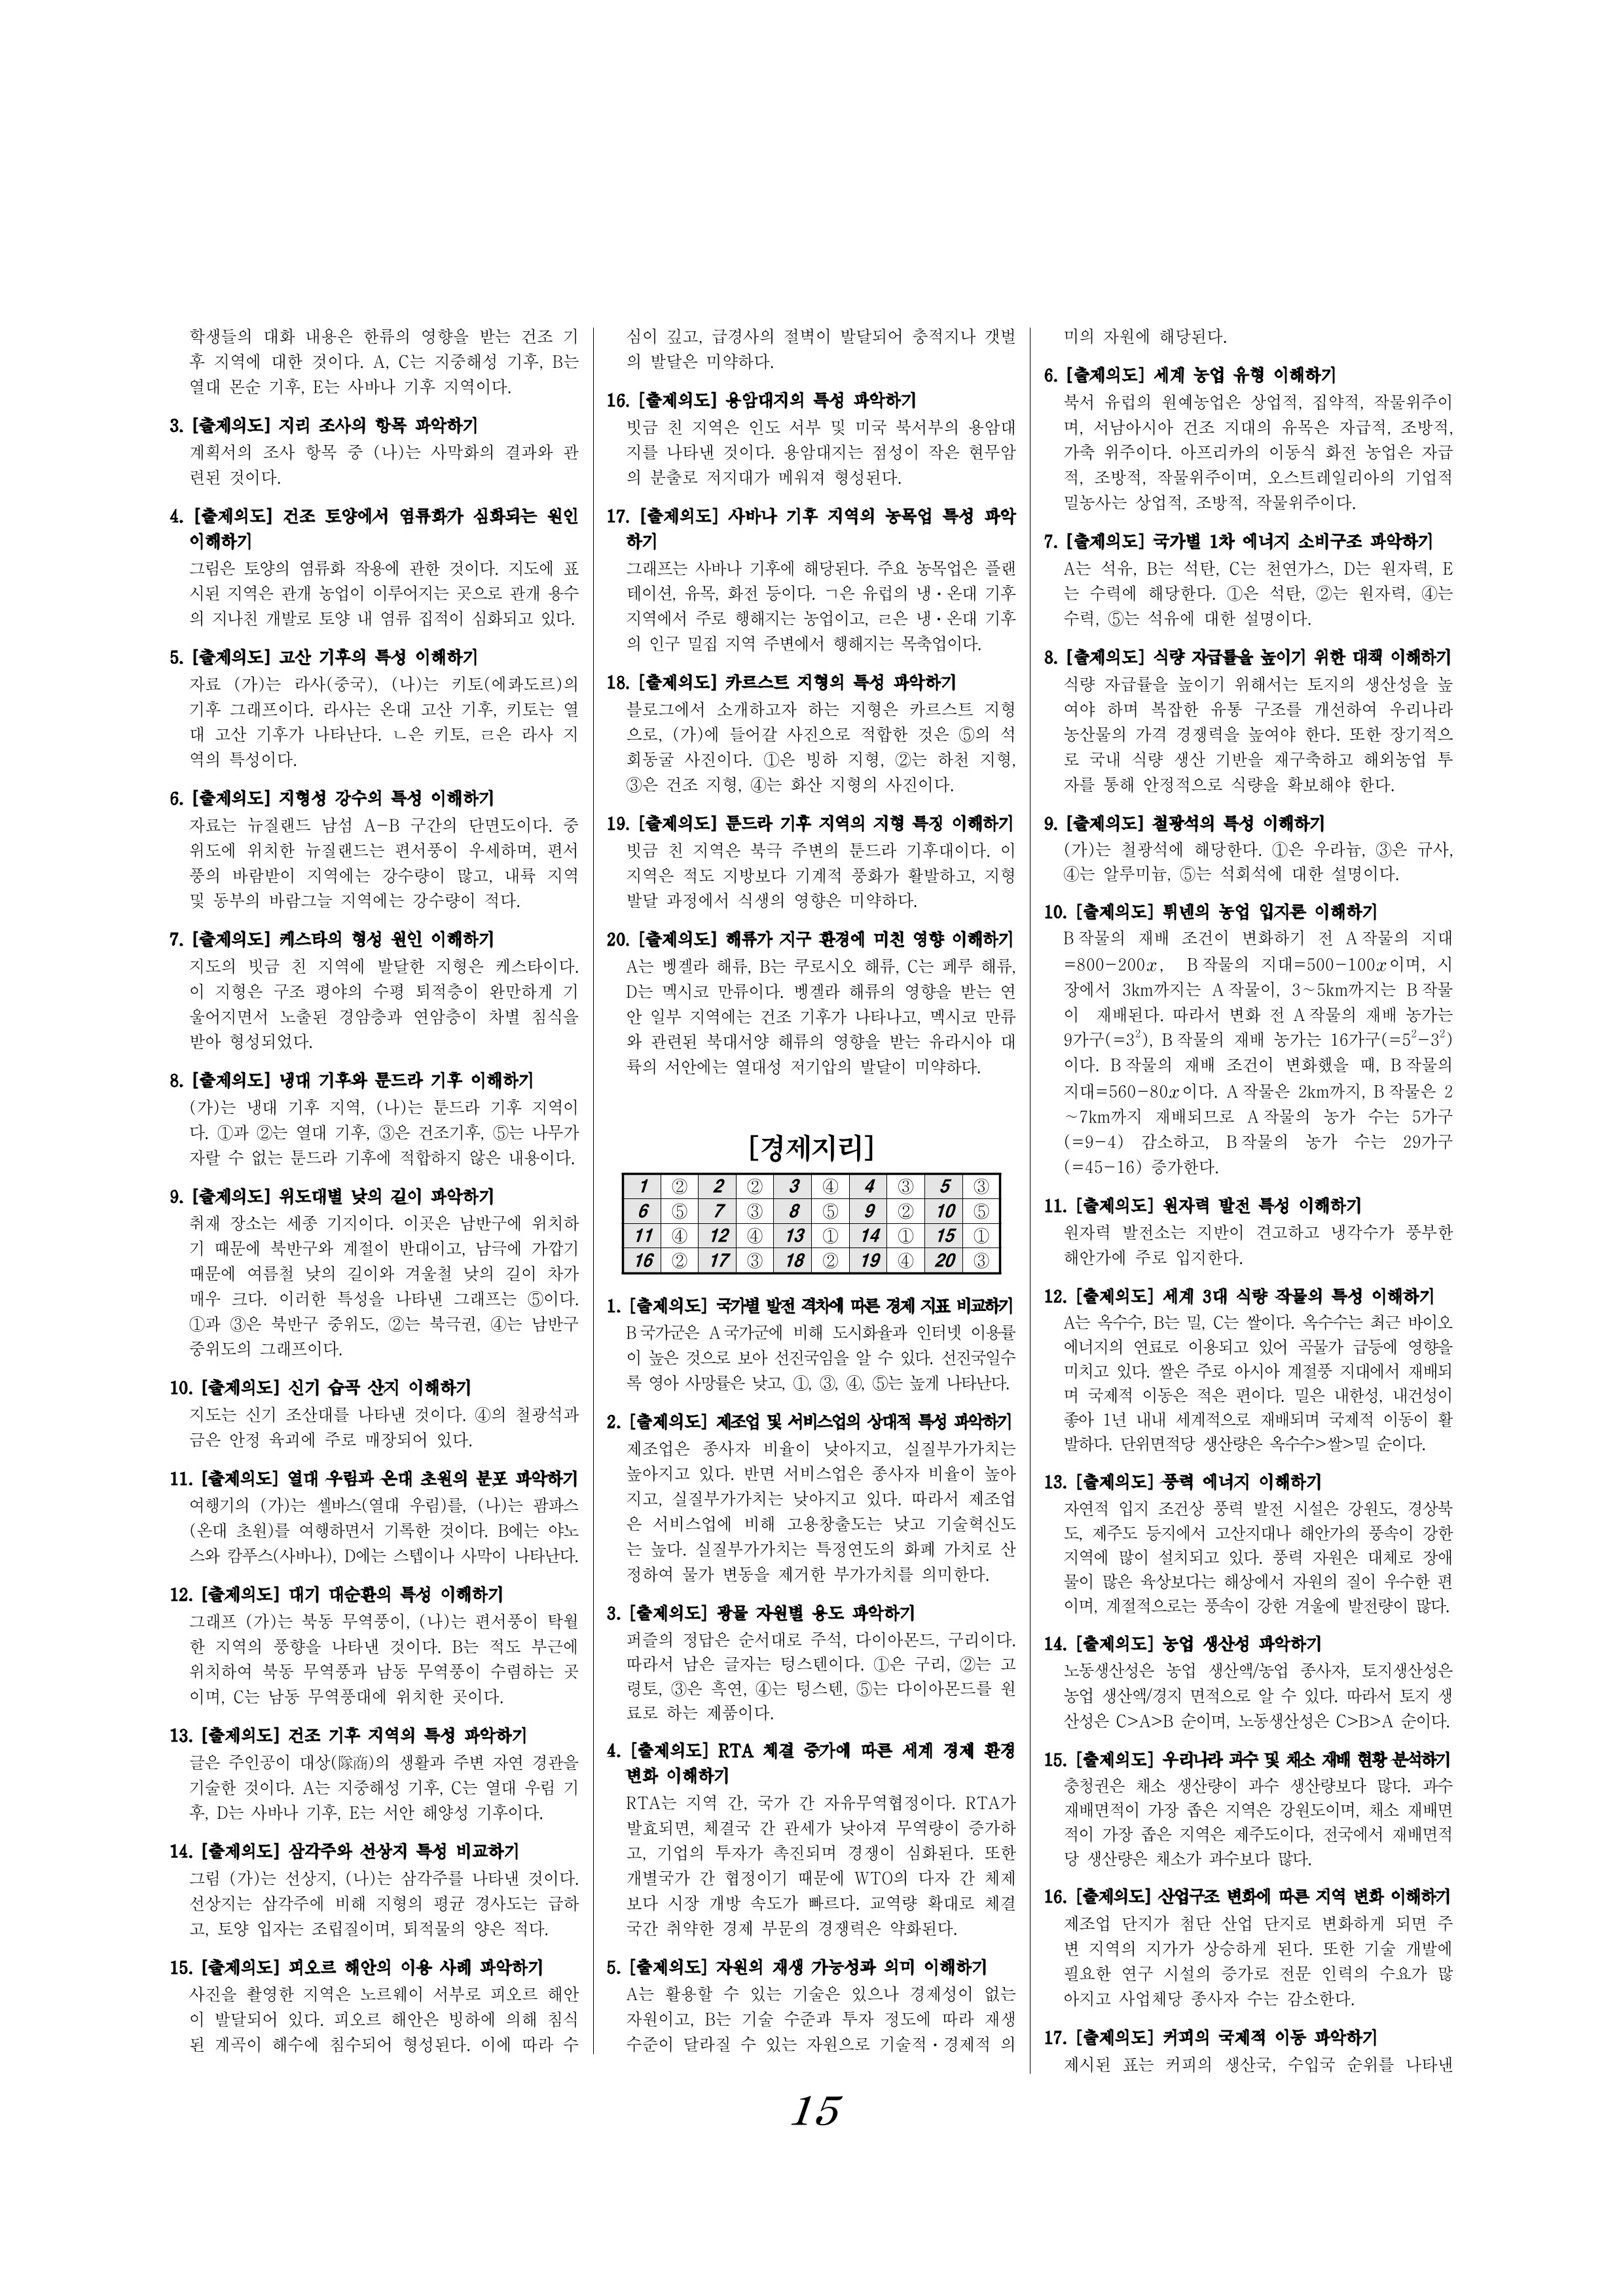 학생들의 대화 내용은 한류의 영향을 받는 건조 기
후 지역에 대한 것이다. A, C는 지중해성 기후, B는
열대 몬순 기후, E는 사바나 기후 지역이다.
3. [출제의도] 지리 조사의 항목 파악하기
계획서의 조사 항목 중 (나)는 사막화의 결과와 관
련된 것이다.
4. [출제의도] 건조 토양에서 염류화가 심화되는 원인
이해하기
그림은 토양의 염류화 작용에 관한 것이다. 지도에 표
시된 지역은 관개 농업이 이루어지는 곳으로 관개 용수
의 지나친 개발로 토양 내 염류 집적이 심화되고 있다.
5. [출제의도] 고산 기후의 특성 이해하기
자료 (가)는 라사(중국), (나)는 키토(에콰도르)의
기후 그래프이다. 라사는 온대 고산 기후, 키토는 열
대 고산 기후가 나타난다. ㄴ은 키토, ㄹ은 라사 지
역의 특성이다.
6. [출제의도] 지형성 강수의 특성 이해하기
자료는 뉴질랜드 남섬 A-B 구간의 단면도이다. 중
위도에 위치한 뉴질랜드는 편서풍이 우세하며, 편서
풍의 바람받이 지역에는 강수량이 많고, 내륙 지역
및 동부의 바람그늘 지역에는 강수량이 적다.
7. [출제의도] 케스타의 형성 원인 이해하기
지도의 빗금 친 지역에 발달한 지형은 케스타이다.
이 지형은 구조 평야의 수평 퇴적층이 완만하게 기
울어지면서 노출된 경암층과 연암층이 차별 침식을
받아 형성되었다.
8. [출제의도] 냉대 기후와 툰드라 기후 이해하기
(가)는 냉대 기후 지역, (나)는 툰드라 기후 지역이
다. ①과 ②는 열대 기후, ③은 건조기후, ⑤는 나무가
자랄 수 없는 툰드라 기후에 적합하지 않은 내용이다.
9. [출제의도] 위도대별 낮의 길이 파악하기
취재 장소는 세종 기지이다. 이곳은 남반구에 위치하
기 때문에 북반구와 계절이 반대이고, 남극에 가깝기
때문에 여름철 낮의 길이와 겨울철 낮의 길이 차가
매우 크다. 이러한 특성을 나타낸 그래프는 ⑤이다.
①과 ③은 북반구 중위도, ②는 북극권, ④는 남반구
중위도의 그래프이다.
10. [출제의도] 신기 습곡 산지 이해하기
지도는 신기 조산대를 나타낸 것이다. ④의 철광석과
금은 안정 육괴에 주로 매장되어 있다.
11. [출제의도] 열대 우림과 온대 초원의 분포 파악하기
여행기의 (가)는 셀바스(열대 우림)를, (나)는 팜파스
(온대 초원)를 여행하면서 기록한 것이다. B에는 야노
스와 캄푸스(사바나), D에는 스텝이나 사막이 나타난다.
12. [출제의도] 대기 대순환의 특성 이해하기
그래프 (가)는 북동 무역풍이, (나)는 편서풍이 탁월
한 지역의 풍향을 나타낸 것이다. B는 적도 부근에
위치하여 북동 무역풍과 남동 무역풍이 수렴하는 곳
이며, C는 남동 무역풍대에 위치한 곳이다.
13. [출제의도] 건조 기후 지역의 특성 파악하기
글은 주인공이 대상(隊商)의 생활과 주변 자연 경관을
기술한 것이다. A는 지중해성 기후, C는 열대 우림 기
후, D는 사바나 기후, E는 서안 해양성 기후이다.
14. [출제의도] 삼각주와 선상지 특성 비교하기
그림 (가)는 선상지, (나)는 삼각주를 나타낸 것이다.
선상지는 삼각주에 비해 지형의 평균 경사도는 급하
고, 토양 입자는 조립질이며, 퇴적물의 양은 적다.
15. [출제의도] 피오르 해안의 이용 사례 파악하기
사진을 촬영한 지역은 노르웨이 서부로 피오르 해안
이 발달되어 있다. 피오르 해안은 빙하에 의해 침식
된 계곡이 해수에 침수되어 형성된다. 이에 따라 수
심이 깊고, 급경사의 절벽이 발달되어 충적지나 갯벌
의 발달은 미약하다.
16. [출제의도] 용암대지의 특성 파악하기
빗금 친 지역은 인도 서부 및 미국 북서부의 용암대
지를 나타낸 것이다. 용암대지는 점성이 작은 현무암
의 분출로 저지대가 메워져 형성된다.
17. [출제의도] 사바나 기후 지역의 농목업 특성 파악
하기
그래프는 사바나 기후에 해당된다. 주요 농목업은 플랜
테이션, 유목, 화전 등이다. ㄱ은 유럽의 냉·온대 기후
지역에서 주로 행해지는 농업이고, ㄹ은 냉·온대 기후
의 인구 밀집 지역 주변에서 행해지는 목축업이다.
18. [출제의도] 카르스트 지형의 특성 파악하기
블로그에서 소개하고자 하는 지형은 카르스트 지형
으로, (가)에 들어갈 사진으로 적합한 것은 ⑤의 석
회동굴 사진이다. ①은 빙하 지형, ②는 하천 지형,
③은 건조 지형, ④는 화산 지형의 사진이다.
19. [출제의도] 툰드라 기후 지역의 지형 특징 이해하기
빗금 친 지역은 북극 주변의 툰드라 기후대이다. 이
지역은 적도 지방보다 기계적 풍화가 활발하고, 지형
발달 과정에서 식생의 영향은 미약하다.
20. [출제의도] 해류가 지구 환경에 미친 영향 이해하기
A는 벵겔라 해류, B는 쿠로시오 해류, C는 페루 해류,
D는 멕시코 만류이다. 벵겔라 해류의 영향을 받는 연
안 일부 지역에는 건조 기후가 나타나고, 멕시코 만류
와 관련된 북대서양 해류의 영향을 받는 유라시아 대
륙의 서안에는 열대성 저기압의 발달이 미약하다.
[경제지리]
1 ② 2 ② 3 ④ 4 ③ 5 ③
6 ⑤ 7 ③ 8 ⑤ 9 ② 10 ⑤
11 ④ 12 ④ 13 ① 14 ① 15 ①
16 ② 17 ③ 18 ② 19 ④ 20 ③
1. [출제의도] 국가별 발전 격차에 따른 경제 지표 비교하기
B국가군은 A국가군에 비해 도시화율과 인터넷 이용률
이 높은 것으로 보아 선진국임을 알 수 있다. 선진국일수
록 영아 사망률은 낮고, ①, ③, ④, ⑤는 높게 나타난다.
2. [출제의도] 제조업 및 서비스업의 상대적 특성 파악하기
제조업은 종사자 비율이 낮아지고, 실질부가가치는
높아지고 있다. 반면 서비스업은 종사자 비율이 높아
지고, 실질부가가치는 낮아지고 있다. 따라서 제조업
은 서비스업에 비해 고용창출도는 낮고 기술혁신도
는 높다. 실질부가가치는 특정연도의 화폐 가치로 산
정하여 물가 변동을 제거한 부가가치를 의미한다.
3. [출제의도] 광물 자원별 용도 파악하기
퍼즐의 정답은 순서대로 주석, 다이아몬드, 구리이다.
따라서 남은 글자는 텅스텐이다. ①은 구리, ②는 고
령토, ③은 흑연, ④는 텅스텐, ⑤는 다이아몬드를 원
료로 하는 제품이다.
4. [출제의도] RTA 체결 증가에 따른 세계 경제 환경
변화 이해하기
RTA는 지역 간, 국가 간 자유무역협정이다. RTA가
발효되면, 체결국 간 관세가 낮아져 무역량이 증가하
고, 기업의 투자가 촉진되며 경쟁이 심화된다. 또한
개별국가 간 협정이기 때문에 WTO의 다자 간 체제
보다 시장 개방 속도가 빠르다. 교역량 확대로 체결
국간 취약한 경제 부문의 경쟁력은 약화된다.
5. [출제의도] 자원의 재생 가능성과 의미 이해하기
A는 활용할 수 있는 기술은 있으나 경제성이 없는
자원이고, B는 기술 수준과 투자 정도에 따라 재생
수준이 달라질 수 있는 자원으로 기술적·경제적 의
미의 자원에 해당된다.
6. [출제의도] 세계 농업 유형 이해하기
북서 유럽의 원예농업은 상업적, 집약적, 작물위주이
며, 서남아시아 건조 지대의 유목은 자급적, 조방적,
가축 위주이다. 아프리카의 이동식 화전 농업은 자급
적, 조방적, 작물위주이며, 오스트레일리아의 기업적
밀농사는 상업적, 조방적, 작물위주이다.
7. [출제의도] 국가별 1차 에너지 소비구조 파악하기
A는 석유, B는 석탄, C는 천연가스, D는 원자력, E
는 수력에 해당한다. ①은 석탄, ②는 원자력, ④는
수력, ⑤는 석유에 대한 설명이다.
8. [출제의도] 식량 자급률을 높이기 위한 대책 이해하기
식량 자급률을 높이기 위해서는 토지의 생산성을 높
여야 하며 복잡한 유통 구조를 개선하여 우리나라
농산물의 가격 경쟁력을 높여야 한다. 또한 장기적으
로 국내 식량 생산 기반을 재구축하고 해외농업 투
자를 통해 안정적으로 식량을 확보해야 한다.
9. [출제의도] 철광석의 특성 이해하기
(가)는 철광석에 해당한다. ①은 우라늄, ③은 규사,
④는 알루미늄, ⑤는 석회석에 대한 설명이다.
10. [출제의도] 튀넨의 농업 입지론 이해하기
B작물의 재배 조건이 변화하기 전 A작물의 지대
=800-200x, B작물의 지대=500-100x이며, 시
장에서 3km까지는 A작물이, 3~5km까지는 B작물
이 재배된다. 따라서 변화 전 A작물의 재배 농가는
9가구(=3²), B작물의 재배 농가는 16가구(=5²-3²)
이다. B작물의 재배 조건이 변화했을 때, B작물의
지대=560-80x이다. A작물은 2km까지, B작물은 2
~7km까지 재배되므로 A작물의 농가 수는 5가구
(=9-4) 감소하고, B작물의 농가 수는 29가구
(=45-16) 증가한다.
11. [출제의도] 원자력 발전 특성 이해하기
원자력 발전소는 지반이 견고하고 냉각수가 풍부한
해안가에 주로 입지한다.
12. [출제의도] 세계 3대 식량 작물의 특성 이해하기
A는 옥수수, B는 밀, C는 쌀이다. 옥수수는 최근 바이오
에너지의 연료로 이용되고 있어 곡물가 급등에 영향을
미치고 있다. 쌀은 주로 아시아 계절풍 지대에서 재배되
며 국제적 이동은 적은 편이다. 밀은 내한성, 내건성이
좋아 1년 내내 세계적으로 재배되며 국제적 이동이 활
발하다. 단위면적당 생산량은 옥수수>쌀>밀 순이다.
13. [출제의도] 풍력 에너지 이해하기
자연적 입지 조건상 풍력 발전 시설은 강원도, 경상북
도, 제주도 등지에서 고산지대나 해안가의 풍속이 강한
지역에 많이 설치되고 있다. 풍력 자원은 대체로 장애
물이 많은 육상보다는 해상에서 자원의 질이 우수한 편
이며, 계절적으로는 풍속이 강한 겨울에 발전량이 많다.
14. [출제의도] 농업 생산성 파악하기
노동생산성은 농업 생산액/농업 종사자, 토지생산성은
농업 생산액/경지 면적으로 알 수 있다. 따라서 토지 생
산성은 C>A>B 순이며, 노동생산성은 C>B>A 순이다.
15. [출제의도] 우리나라 과수 및 채소 재배 현황 분석하기
충청권은 채소 생산량이 과수 생산량보다 많다. 과수
재배면적이 가장 좁은 지역은 강원도이며, 채소 재배면
적이 가장 좁은 지역은 제주도이다, 전국에서 재배면적
당 생산량은 채소가 과수보다 많다.
16. [출제의도] 산업구조 변화에 따른 지역 변화 이해하기
제조업 단지가 첨단 산업 단지로 변화하게 되면 주
변 지역의 지가가 상승하게 된다. 또한 기술 개발에
필요한 연구 시설의 증가로 전문 인력의 수요가 많
아지고 사업체당 종사자 수는 감소한다.
17. [출제의도] 커피의 국제적 이동 파악하기
제시된 표는 커피의 생산국, 수입국 순위를 나타낸
15